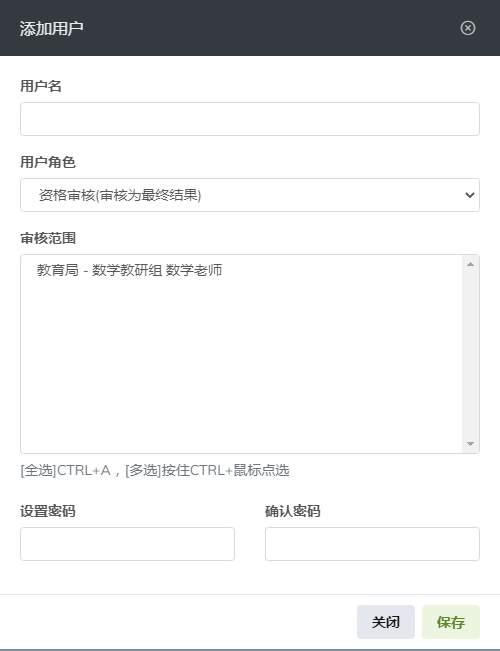 添加用户
用户名
用户角色
资格审核(审核为最终结果)
审核范围
教育局 - 数学教研组 数学老师
[全选]CTRL+A，[多选]按住CTRL+鼠标点选
设置密码 确认密码
关闭 保存